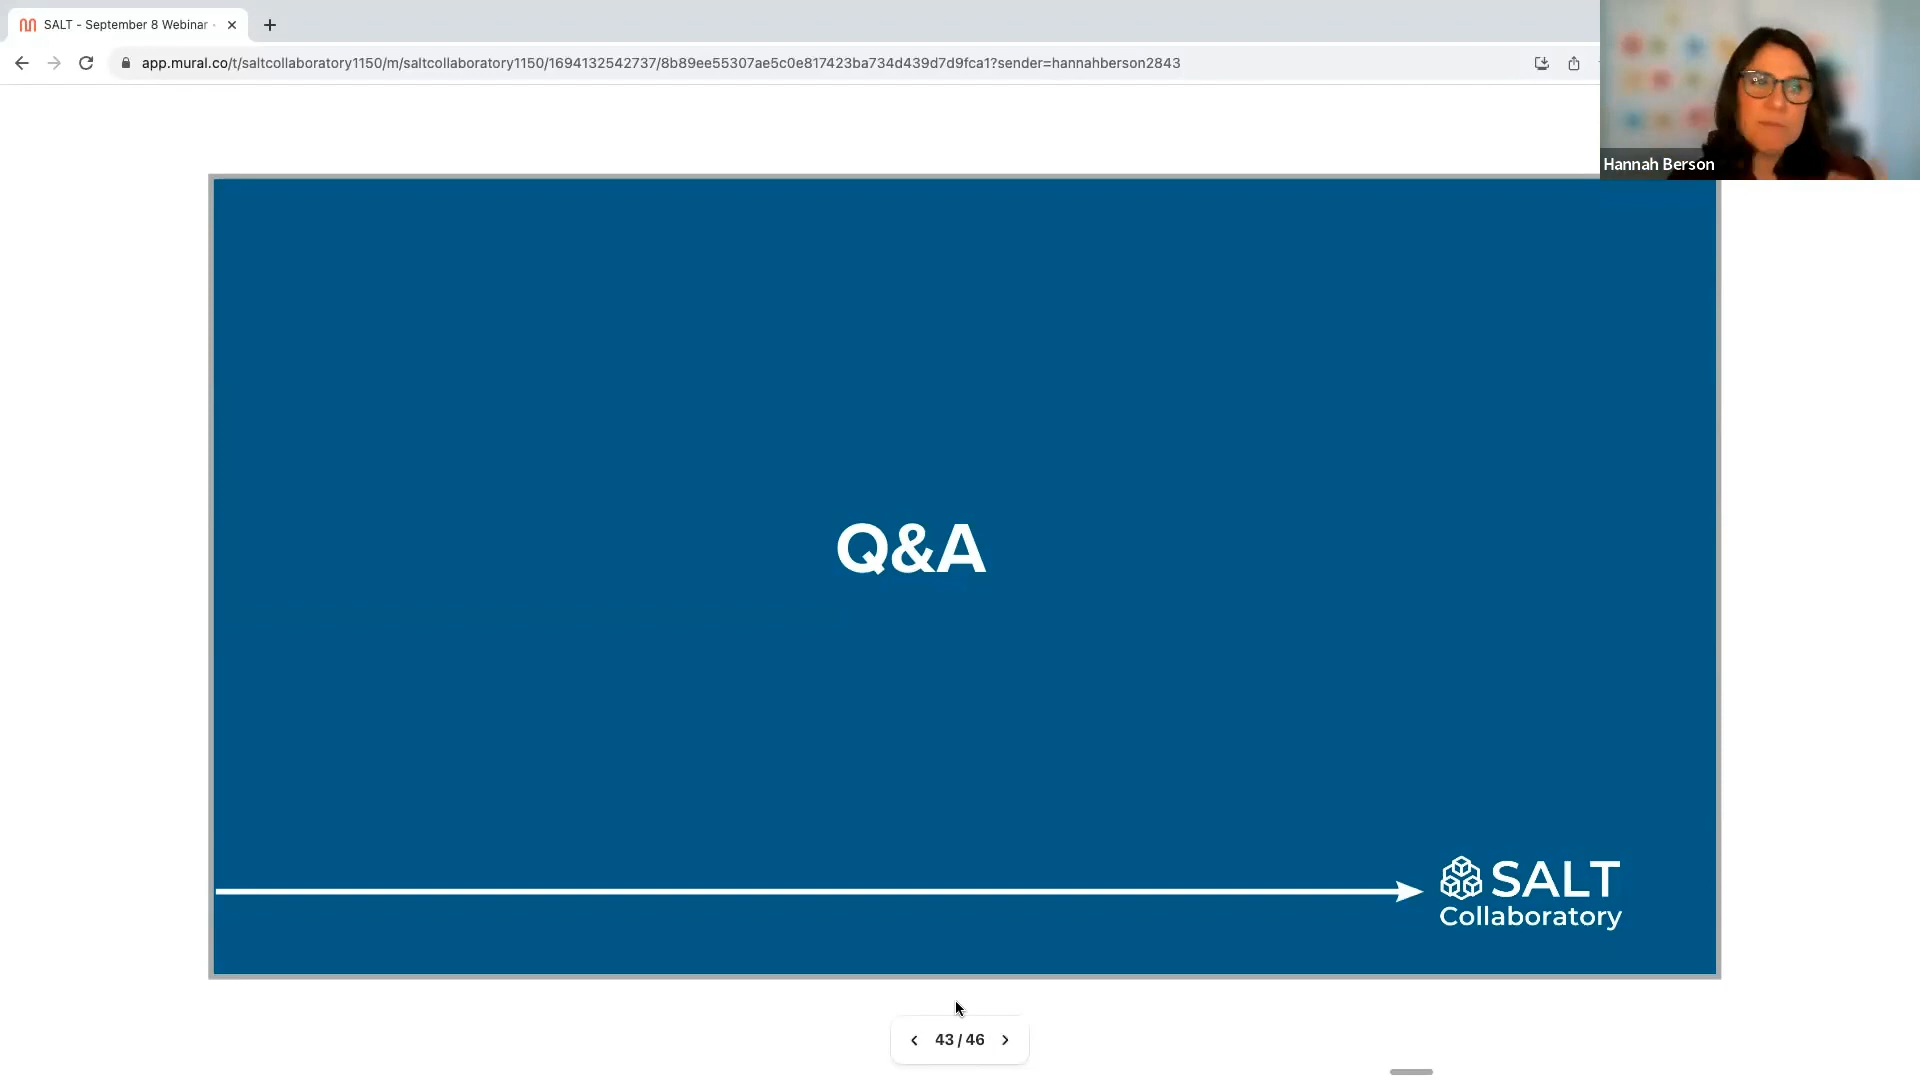 SALT - September 8 Webinar
app.mural.co/t/saltcollaboratory1150/m/saltcollaboratory1150/1694132542737/8b89ee55307ae5c0e817423ba734d439d7d9fca1?sender=hannahberson2843
Hannah Berson
Q&A
SALT
Collaboratory
43 / 46